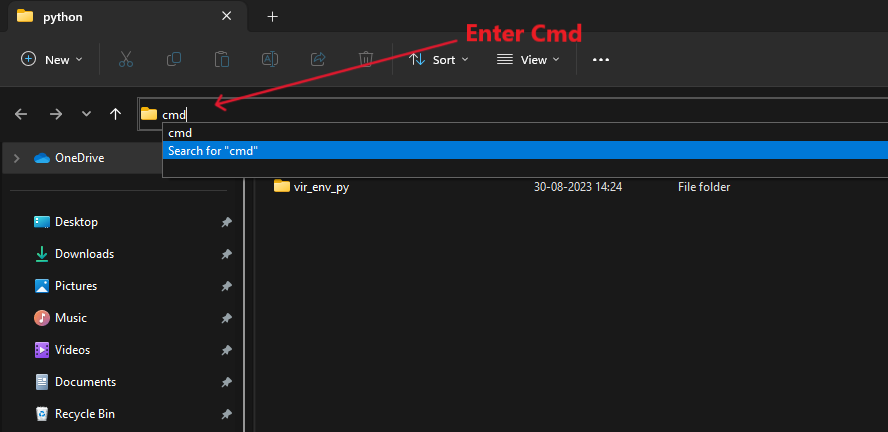 python
Enter Cmd
New
Sort
View
cmd
cmd
Search for "cmd"
OneDrive
vir_env_py 30-08-2023 14:24 File folder
Desktop
Downloads
Pictures
Music
Videos
Documents
Recycle Bin